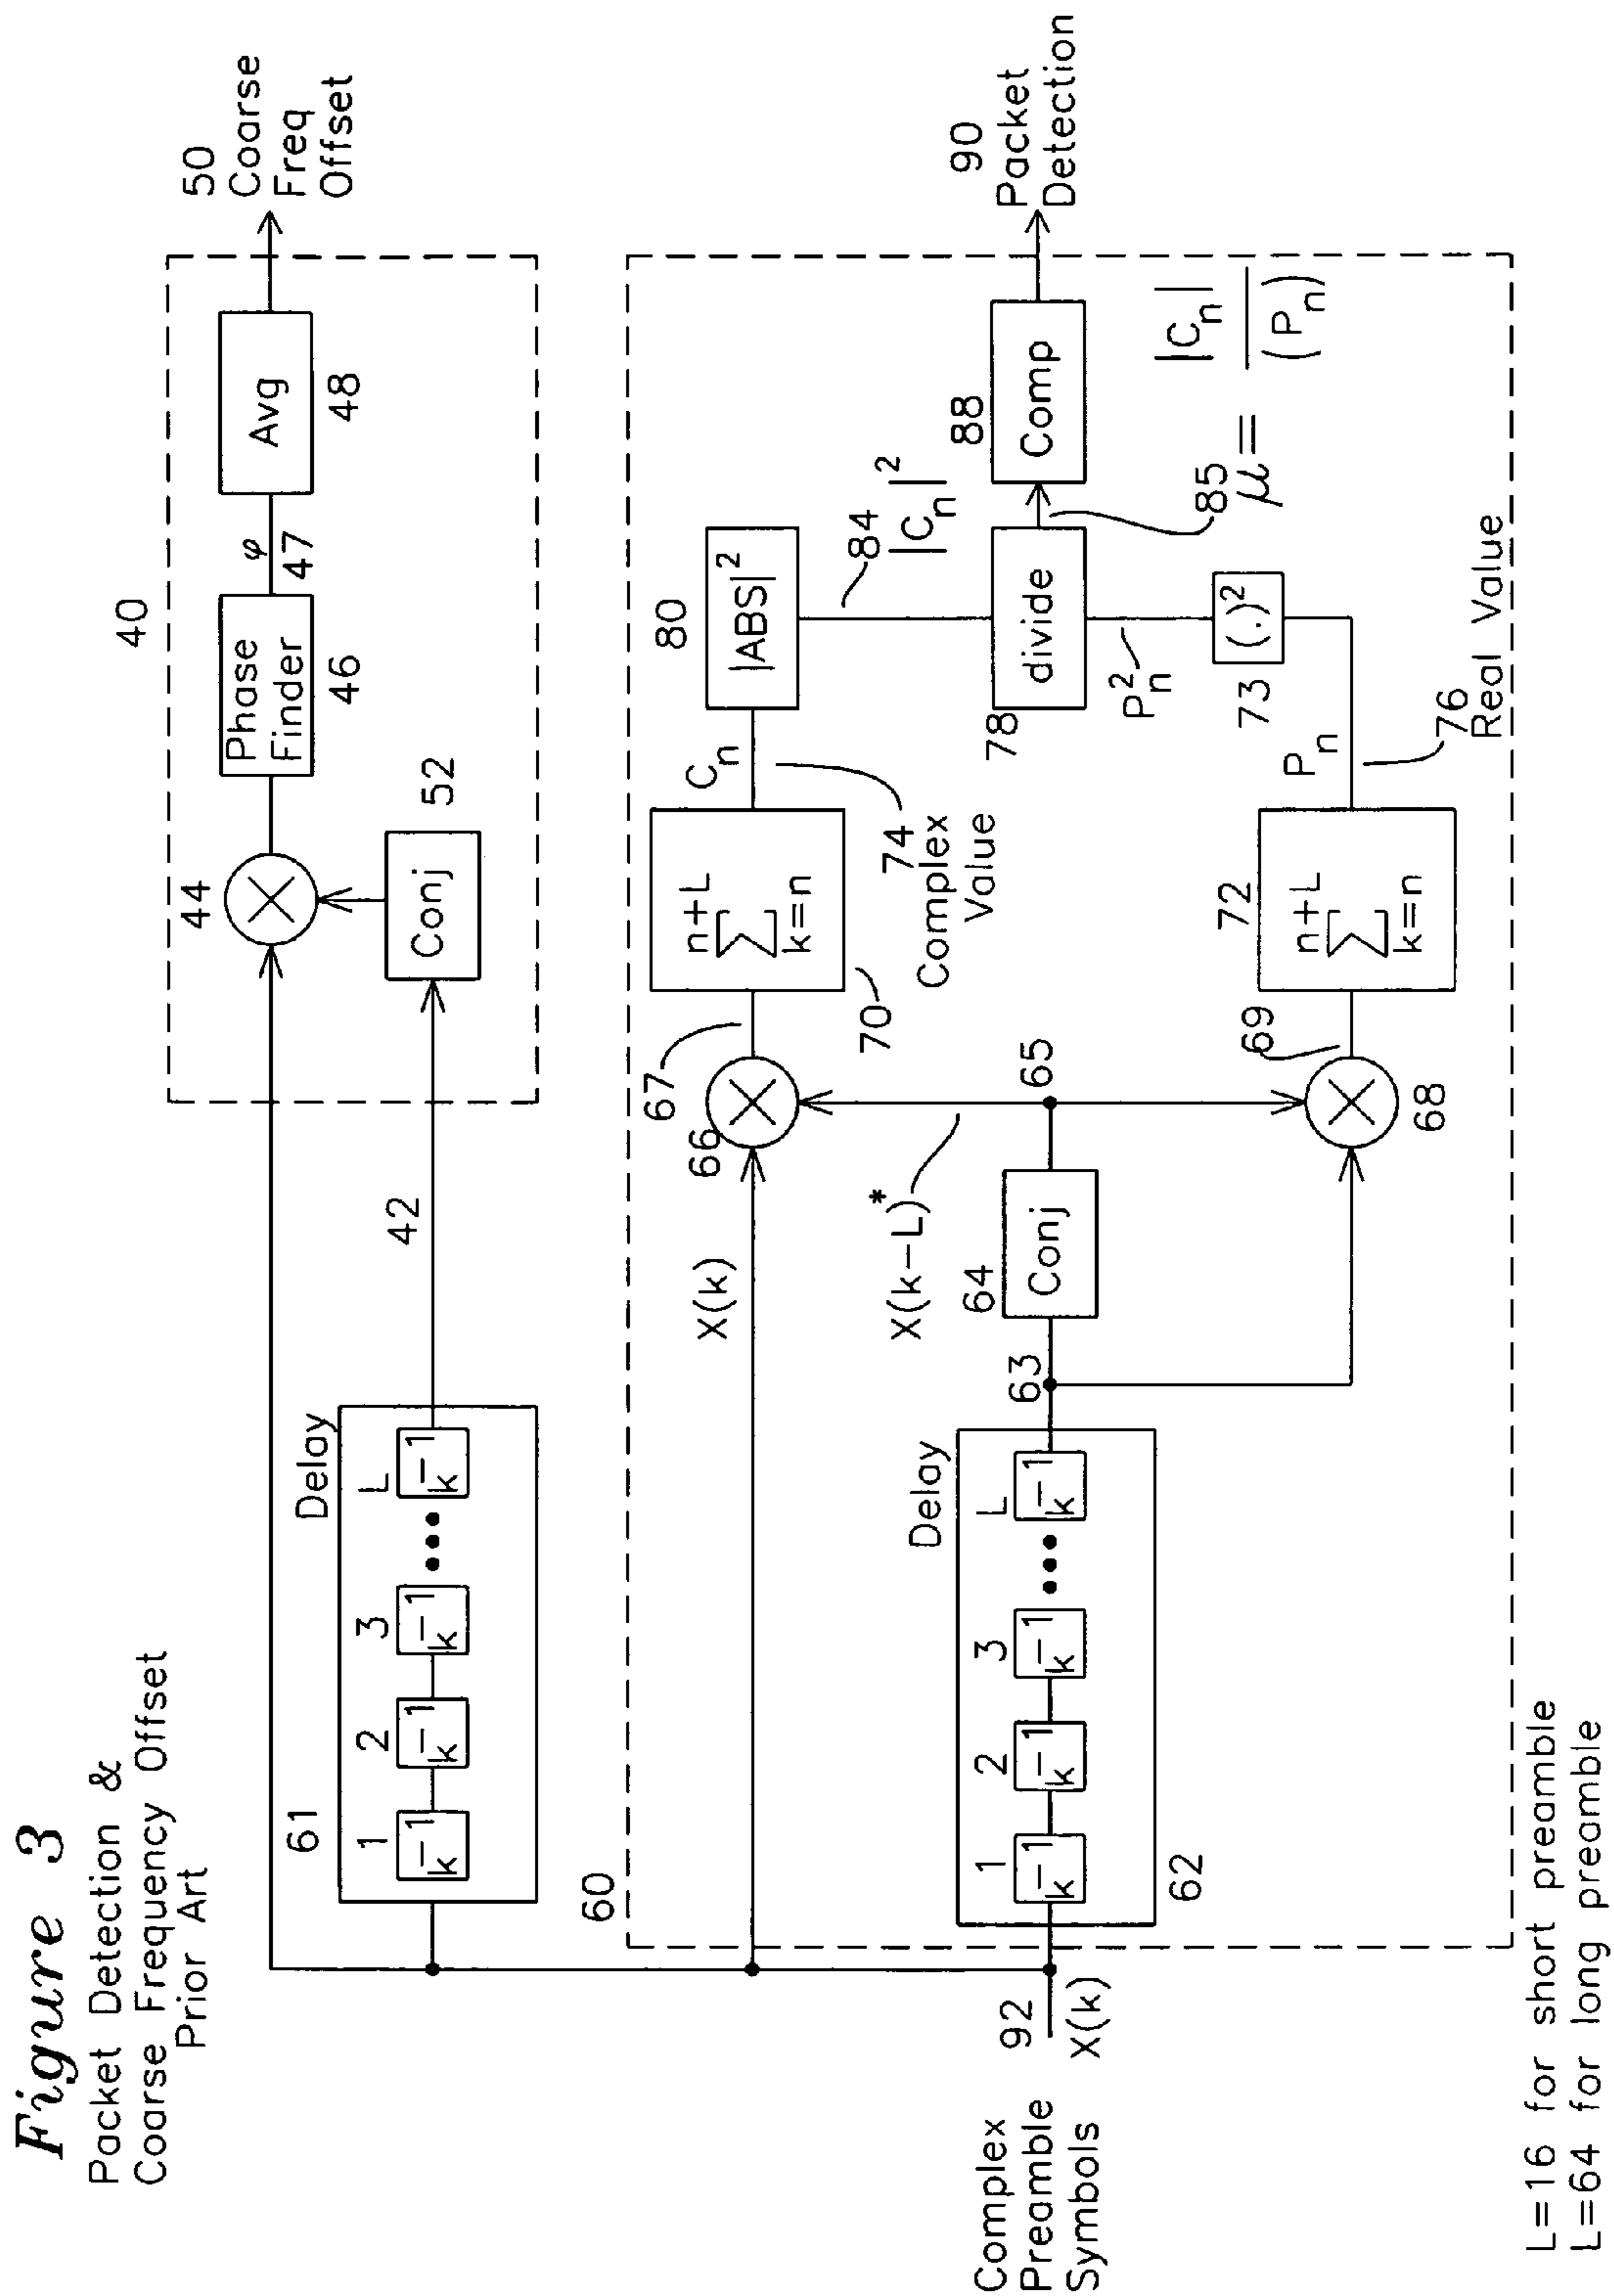 Figure 3
Packet Detection &
Coarse Frequency Offset
Prior Art
40
50
Coarse
Freq
Offset
44
Phase
Finder
46
φ
47
Avg
48
61
Delay
1
2
3
L
k-1
k-1
k-1
k-1
42
Conj
52
60
X(k)
66
67
n+L
∑
k=n
70
Cn
74
Complex
Value
80
|ABS|²
84
|Cn|²
X(k-L)*
Complex
Preamble
Symbols
92
X(k)
Delay
1
2
3
L
k-1
k-1
k-1
k-1
62
63
64
Conj
65
78
divide
85
88
Comp
90
Packet
Detection
μ = |Cn| / (Pn)
Pn²
73
(.)²
68
69
72
n+L
∑
k=n
Pn
76
Real Value
L=16 for short preamble
L=64 for long preamble